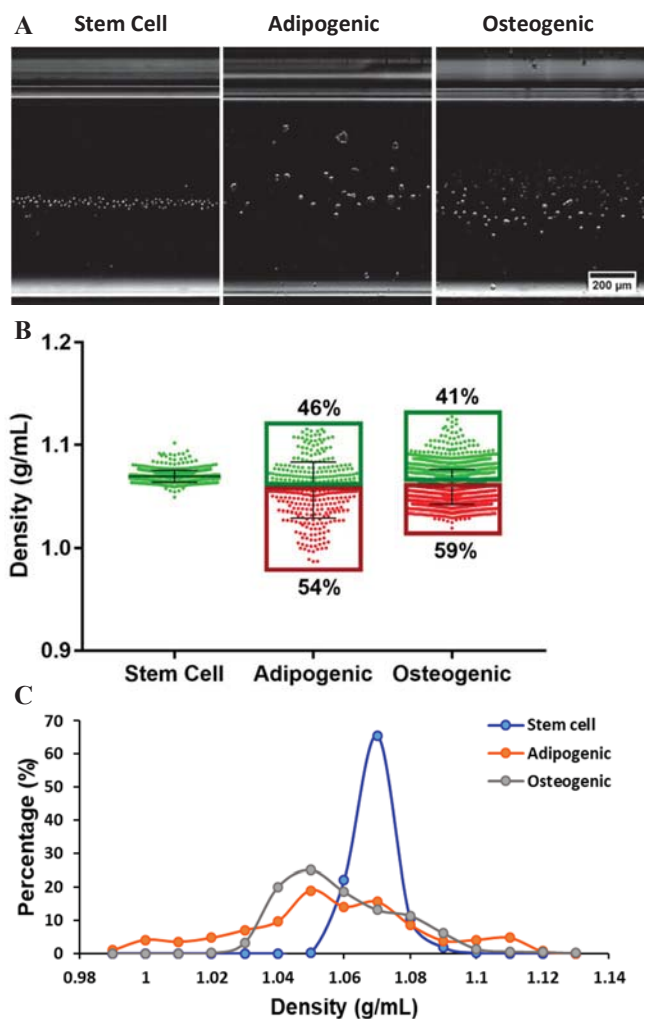 A Stem Cell Adipogenic Osteogenic
200 µm
B
1.2
46% 41%
1.1
Density (g/mL)
1.0
54% 59%
0.9
Stem Cell Adipogenic Osteogenic
C
70
Stem cell
60
Adipogenic
50
Osteogenic
40
Percentage (%)
30
20
10
0
0.98 1 1.02 1.04 1.06 1.08 1.1 1.12 1.14
Density (g/mL)